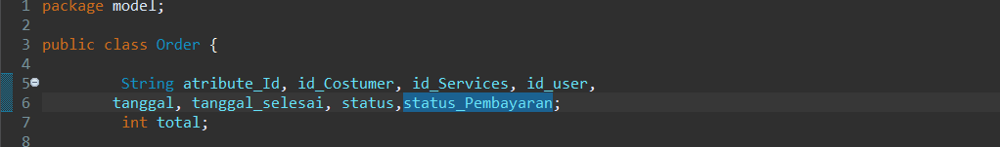 1 package model;
2
3 public class Order {
4
5 String atribute_Id, id_Costumer, id_Services, id_user,
6 tanggal, tanggal_selesai, status,status_Pembayaran;
7 int total;
8